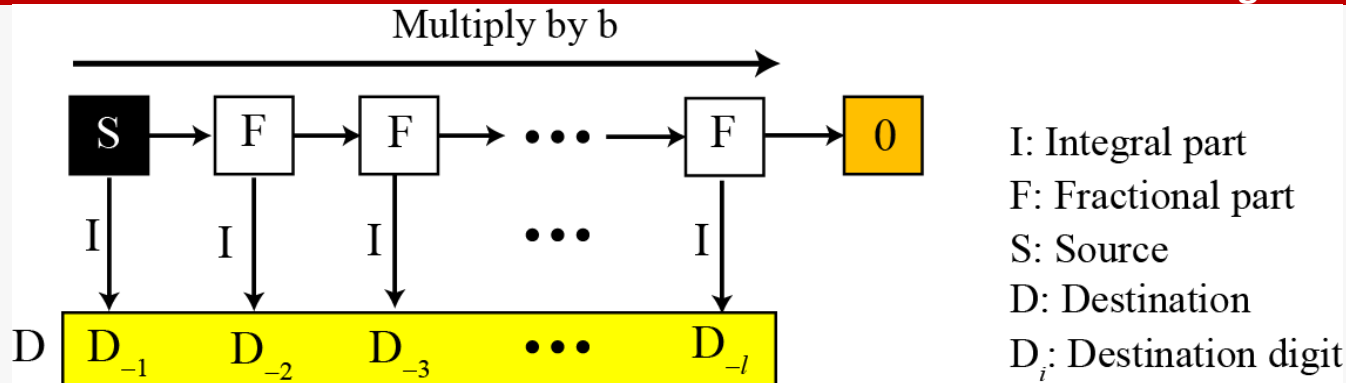 Multiply by b
S F F ••• F 0
I: Integral part
F: Fractional part
I I I ••• I
S: Source
D: Destination
D D₋₁ D₋₂ D₋₃ ••• D₋ₗ
Dᵢ: Destination digit